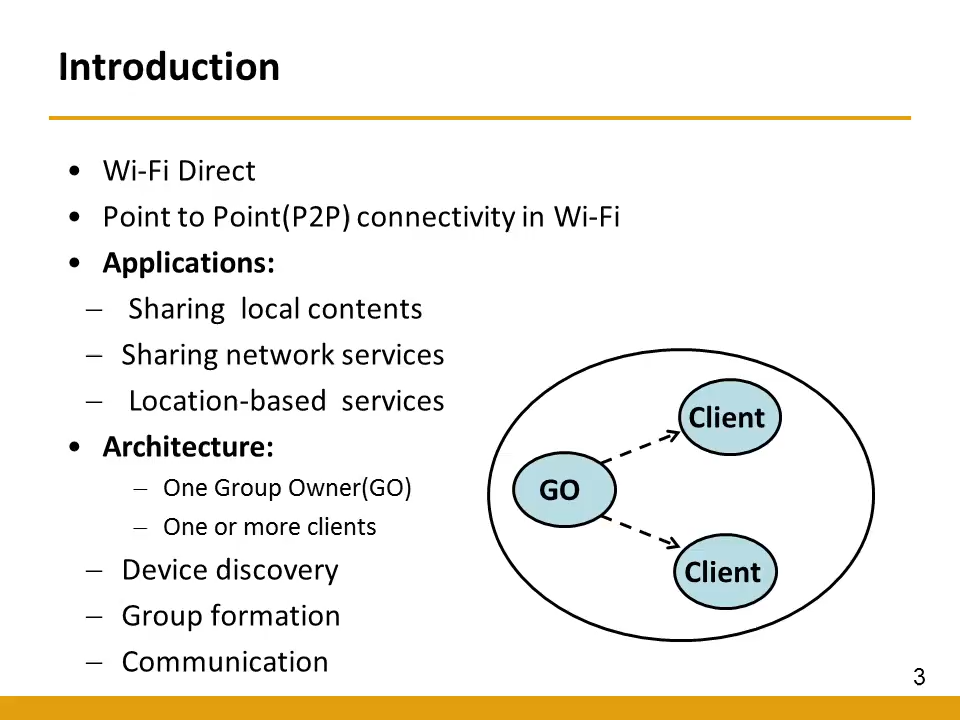 Introduction
• Wi-Fi Direct
• Point to Point(P2P) connectivity in Wi-Fi
• Applications:
– Sharing local contents
– Sharing network services
– Location-based services
• Architecture:
– One Group Owner(GO)
– One or more clients
– Device discovery
– Group formation
– Communication
Client
GO
Client
3